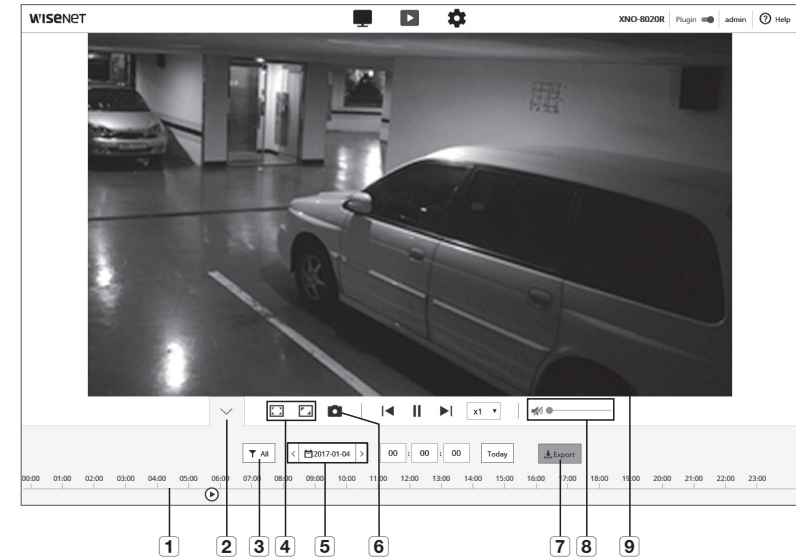 WISENET
XNO-8020R Plugin admin ? Help
x1
All
< 2017-01-04 >
00 : 00 : 00
Today
Export
00:00 01:00 02:00 03:00 04:00 05:00 06:00 07:00 08:00 09:00 10:00 11:00 12:00 13:00 14:00 15:00 16:00 17:00 18:00 19:00 20:00 21:00 22:00 23:00
1 2 3 4 5 6 7 8 9